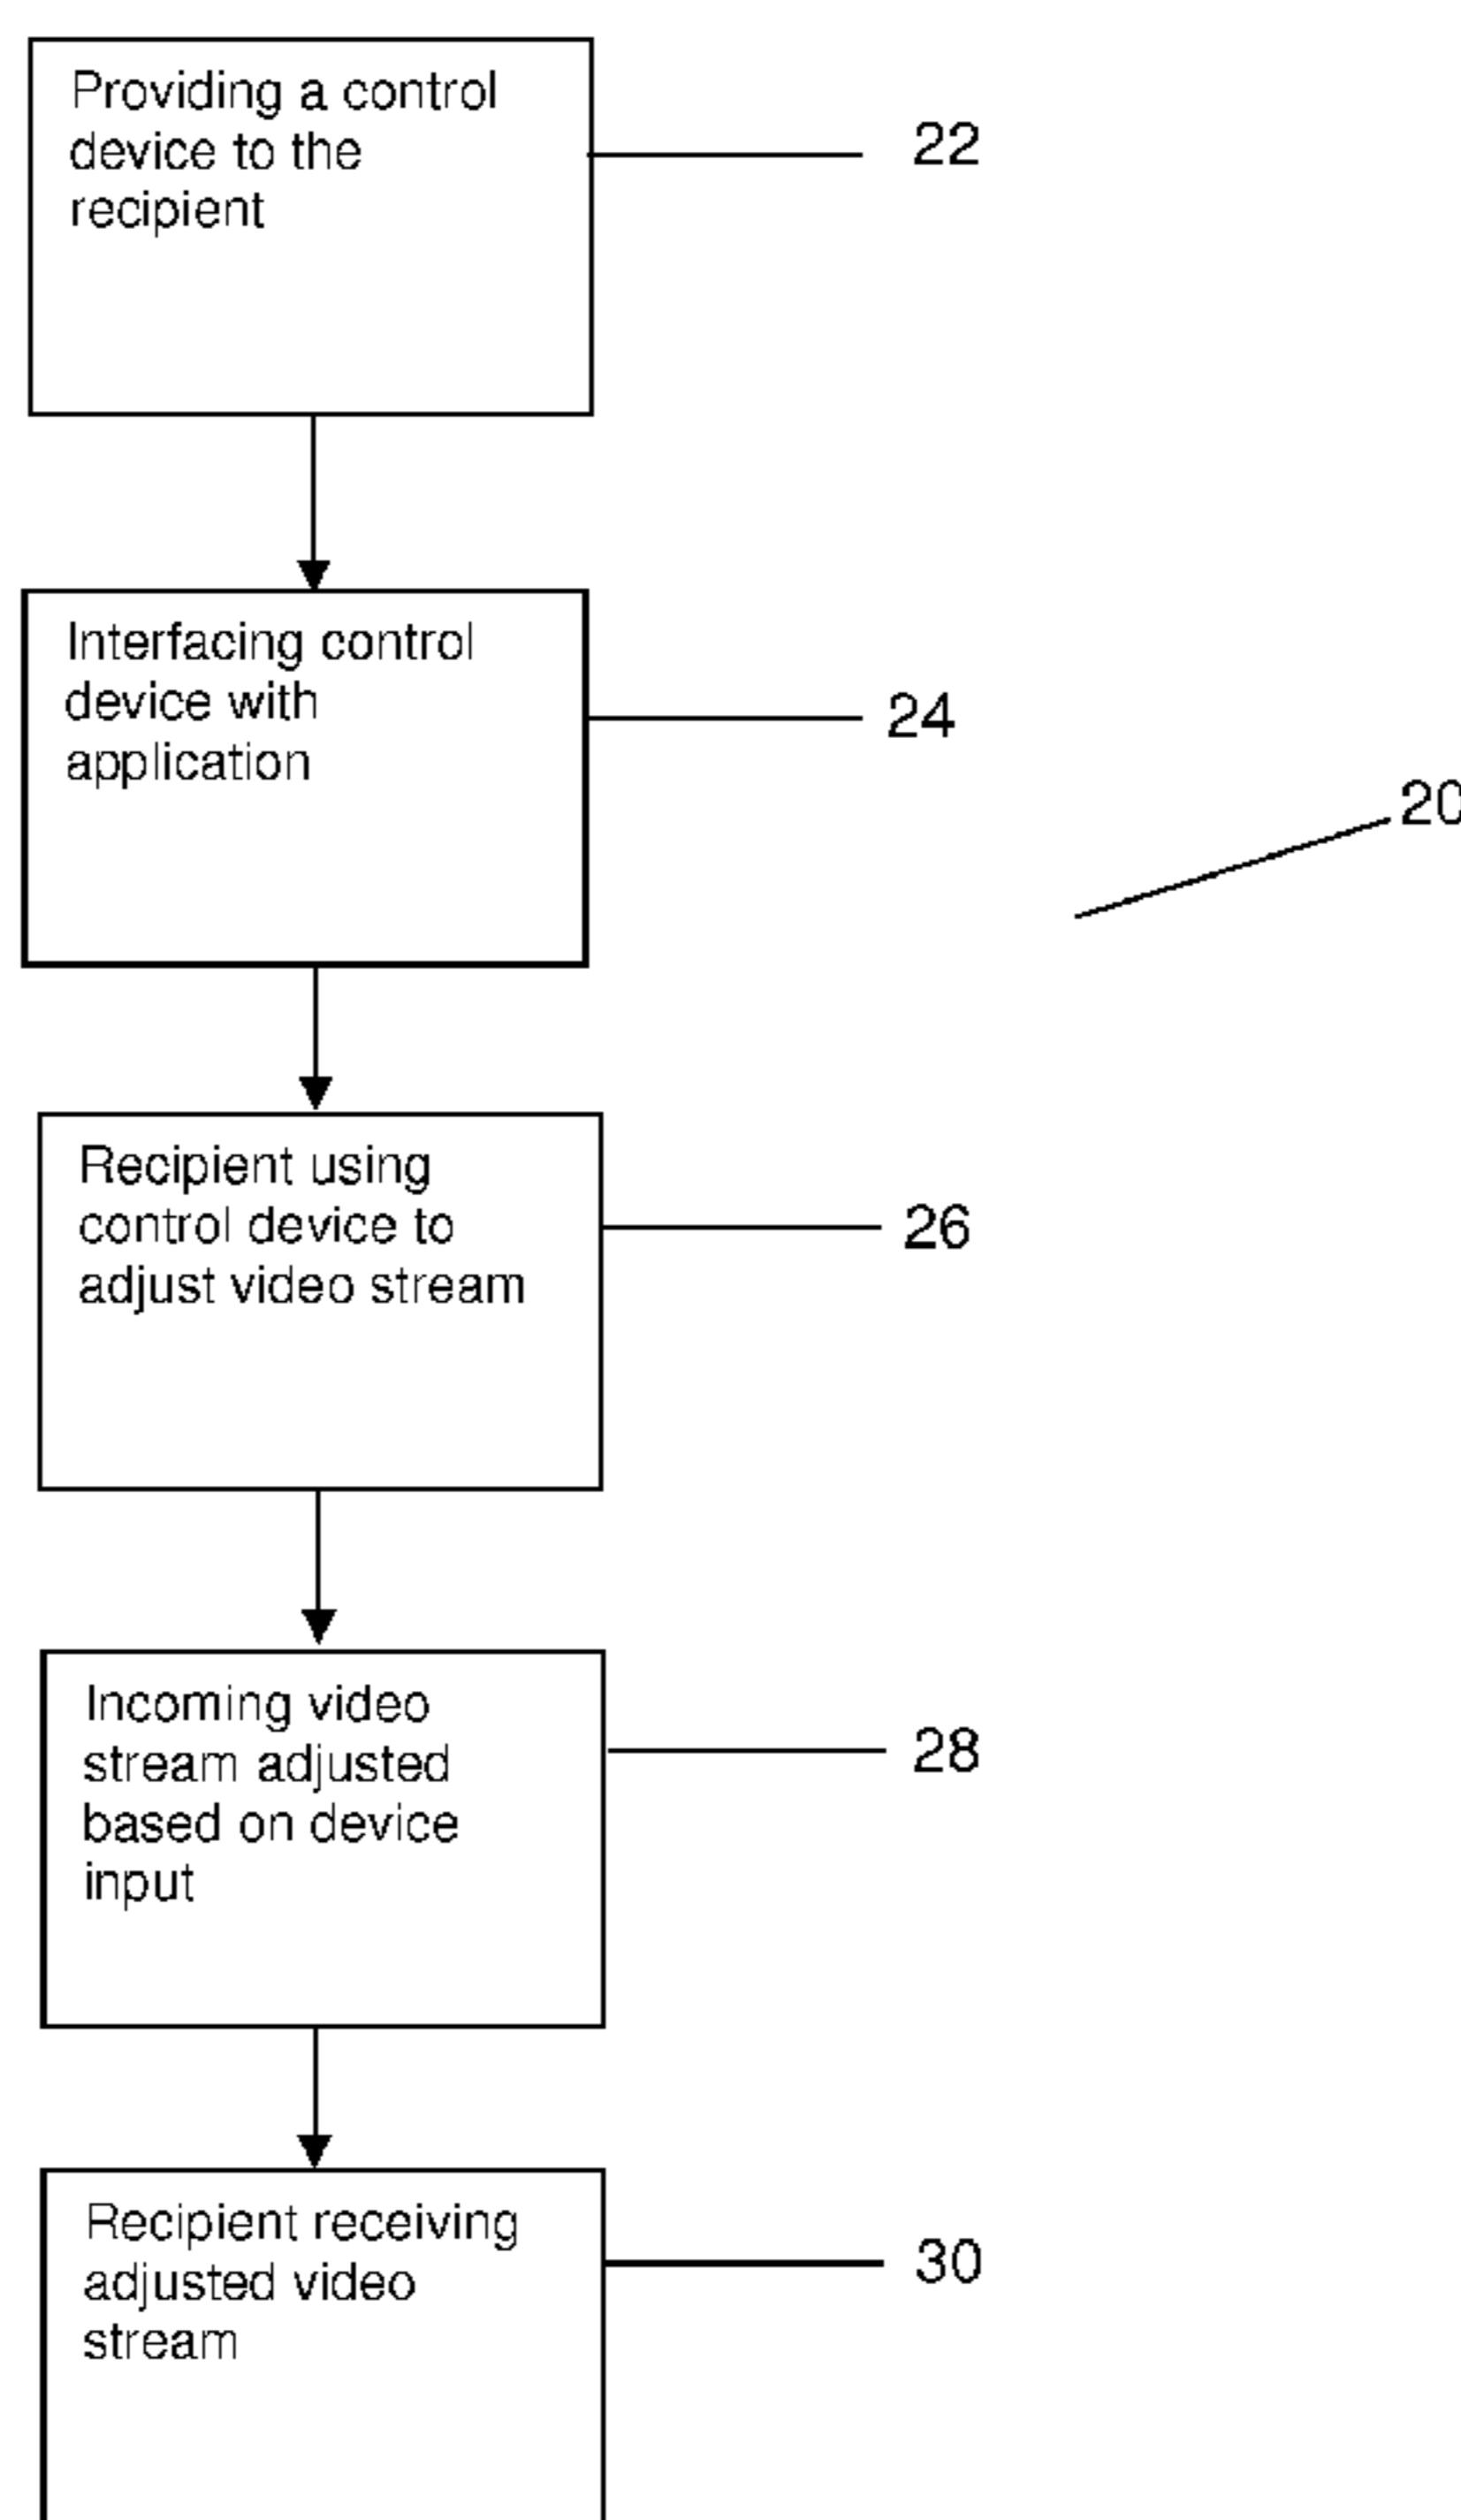 Providing a control
device to the
recipient
22
Interfacing control
device with
application
24
20
Recipient using
control device to
adjust video stream
26
Incoming video
stream adjusted
based on device
input
28
Recipient receiving
adjusted video
stream
30